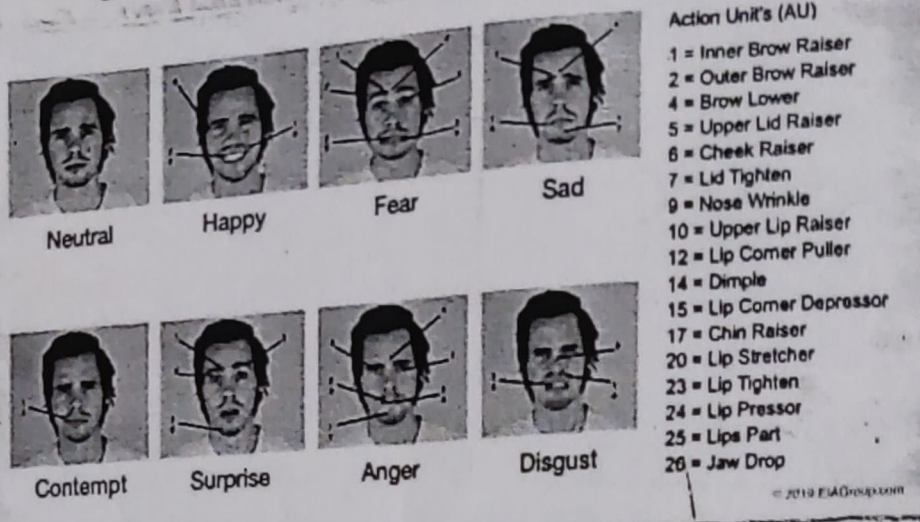 Neutral
Happy
Fear
Sad
Contempt
Surprise
Anger
Disgust
Action Unit's (AU)
1 = Inner Brow Raiser
2 = Outer Brow Raiser
4 = Brow Lower
5 = Upper Lid Raiser
6 = Cheek Raiser
7 = Lid Tighten
9 = Nose Wrinkle
10 = Upper Lip Raiser
12 = Lip Corner Puller
14 = Dimple
15 = Lip Corner Depressor
17 = Chin Raiser
20 = Lip Stretcher
23 = Lip Tighten
24 = Lip Pressor
25 = Lips Part
26 = Jaw Drop
© 2019 EIAGroup.com